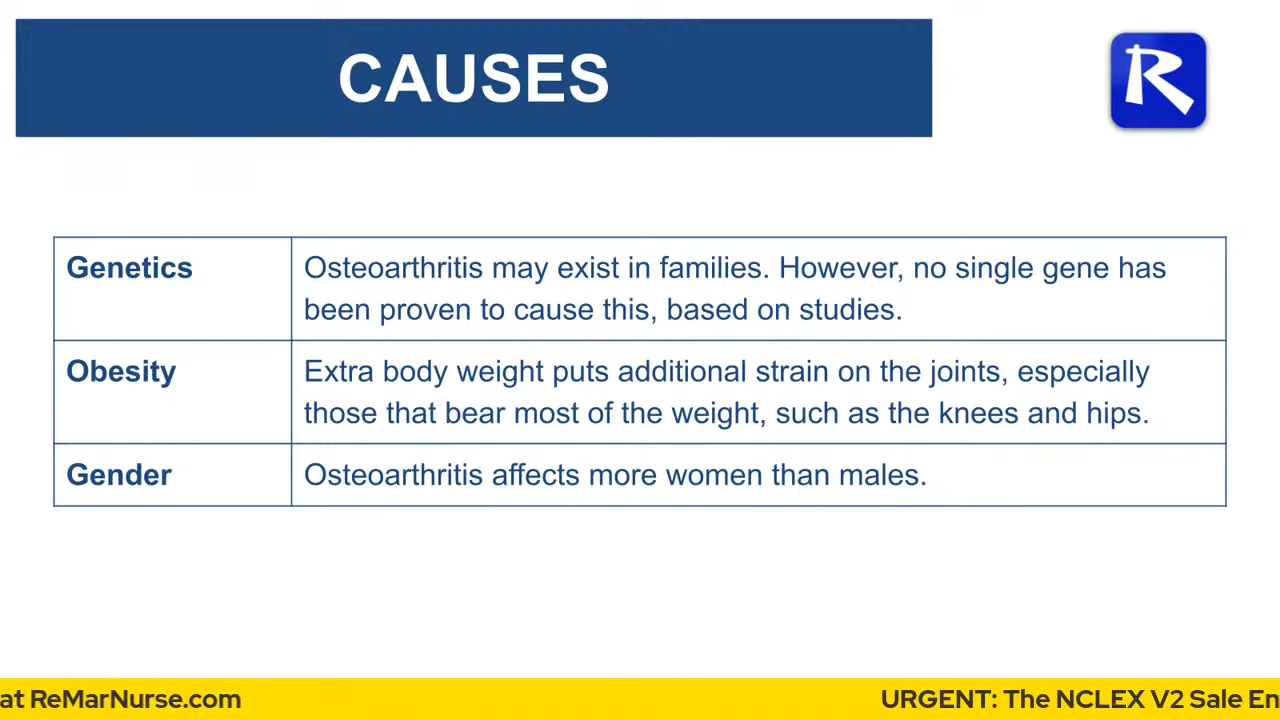 CAUSES
R
Genetics
Osteoarthritis may exist in families. However, no single gene has
been proven to cause this, based on studies.
Obesity
Extra body weight puts additional strain on the joints, especially
those that bear most of the weight, such as the knees and hips.
Gender
Osteoarthritis affects more women than males.
at ReMarNurse.com
URGENT: The NCLEX V2 Sale En